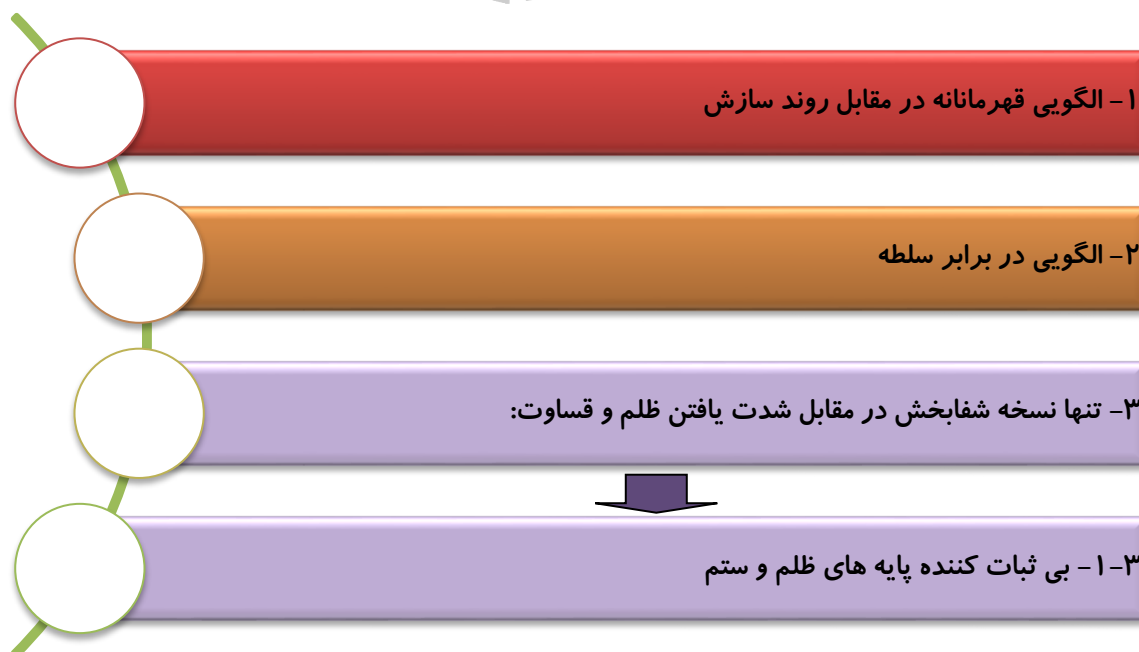 ۱- الگویی قهرمانانه در مقابل روند سازش
۲- الگویی در برابر سلطه
۳- تنها نسخه شفابخش در مقابل شدت یافتن ظلم و قساوت:
۳-۱- بی ثبات کننده پایه های ظلم و ستم